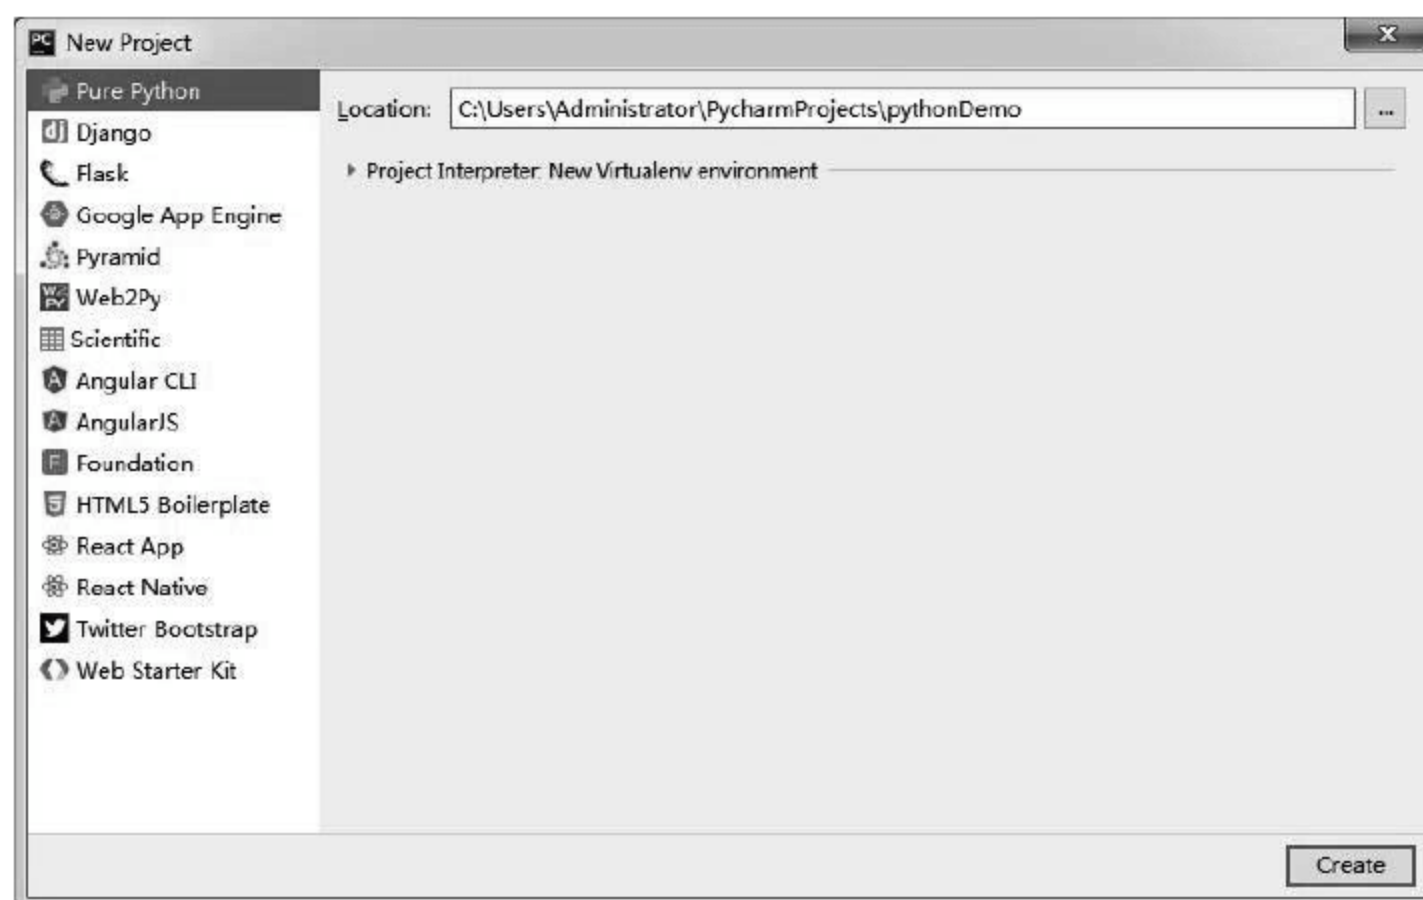 New Project
Pure Python
Django
Flask
Google App Engine
Pyramid
Web2Py
Scientific
Angular CLI
AngularJS
Foundation
HTML5 Boilerplate
React App
React Native
Twitter Bootstrap
Web Starter Kit
Location: C:\Users\Administrator\PycharmProjects\pythonDemo ...
Project Interpreter: New Virtualenv environment
Create